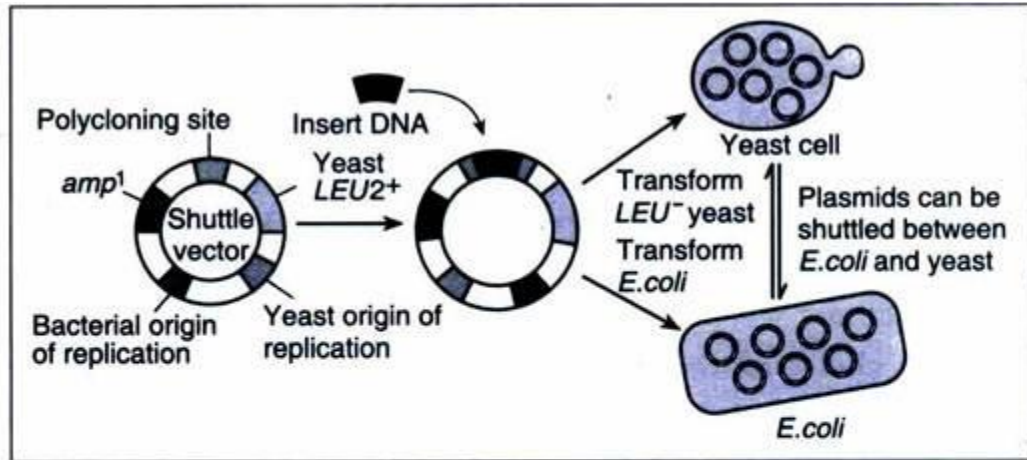 Polycloning site
amp¹
Shuttle
vector
Bacterial origin
of replication
Yeast origin of
replication
Insert DNA
Yeast
LEU2+
Transform
LEU⁻ yeast
Transform
E.coli
Yeast cell
Plasmids can be
shuttled between
E.coli and yeast
E.coli